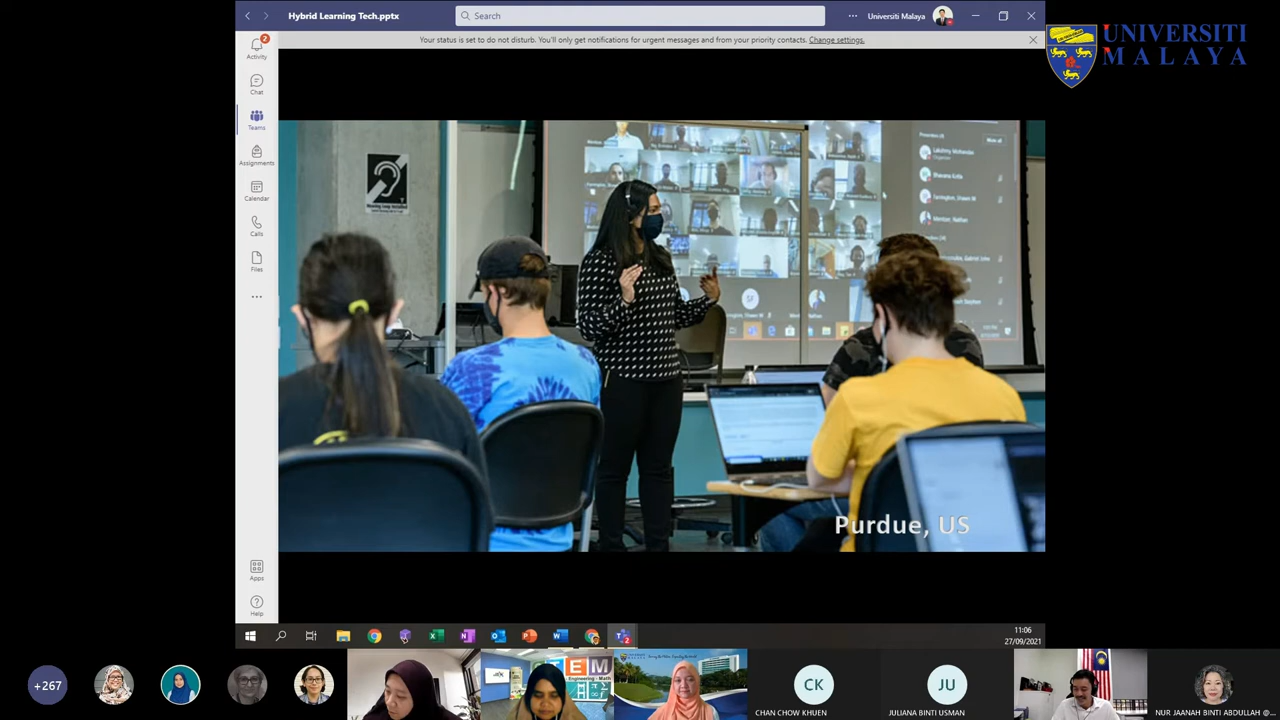 Hybrid Learning Tech.pptx
Search
Universiti Malaya
UNIVERSITI
MALAYA
Your status is set to do not disturb. You'll only get notifications for urgent messages and from your priority contacts. Change settings.
2
Activity
Chat
Teams
Assignments
Calendar
Calls
Files
Purdue, US
Apps
Help
11:06
27/09/2021
+267
CK
CHAN CHOW KHUEN
JU
JULIANA BINTI USMAN
NUR JAANAH BINTI ABDULLAH @...